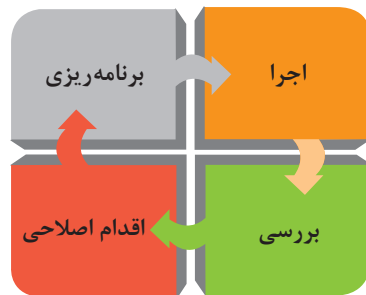 برنامه‌ریزی
اجرا
بررسی
اقدام اصلاحی